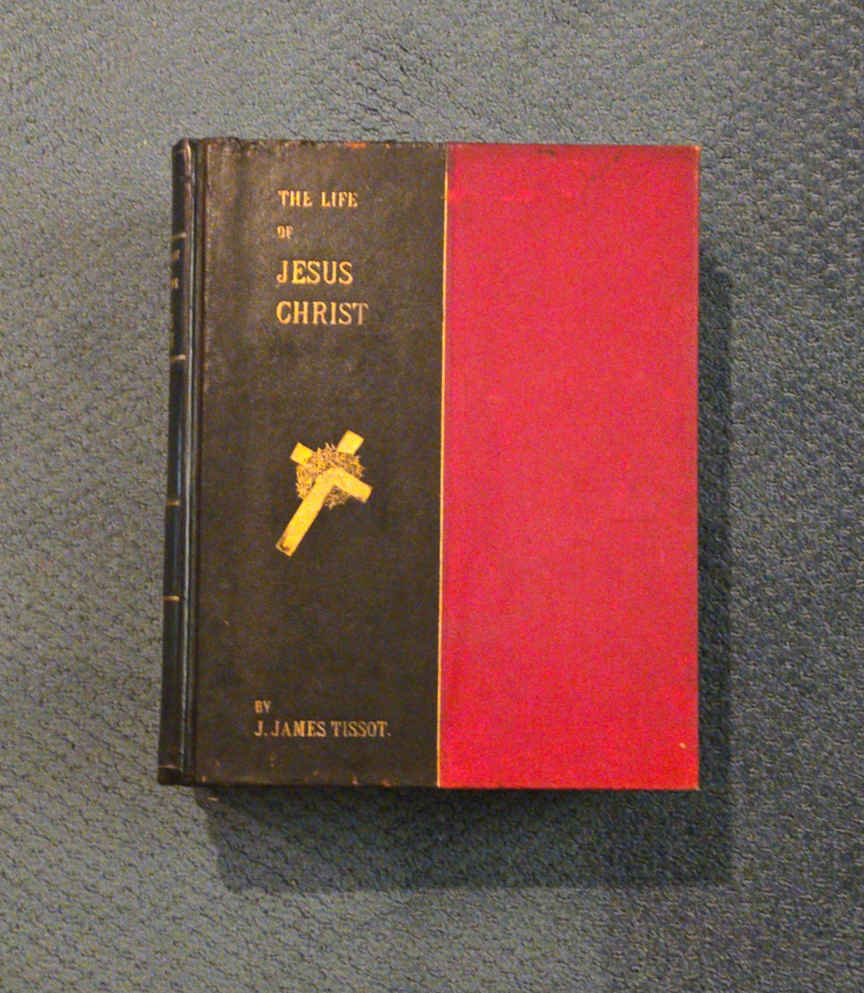 THE LIFE
OF
JESUS
CHRIST
BY
J. JAMES TISSOT.